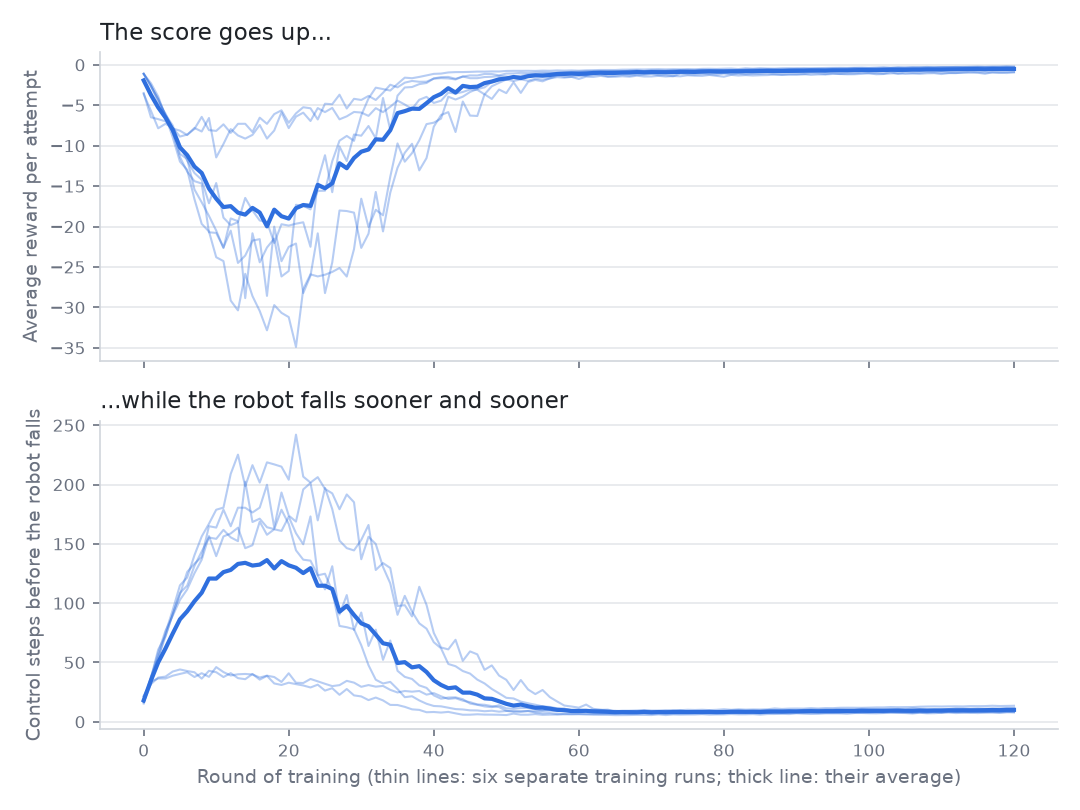 The score goes up...
Average reward per attempt
0
−5
−10
−15
−20
−25
−30
−35
...while the robot falls sooner and sooner
Control steps before the robot falls
250
200
150
100
50
0
0 20 40 60 80 100 120
Round of training (thin lines: six separate training runs; thick line: their average)